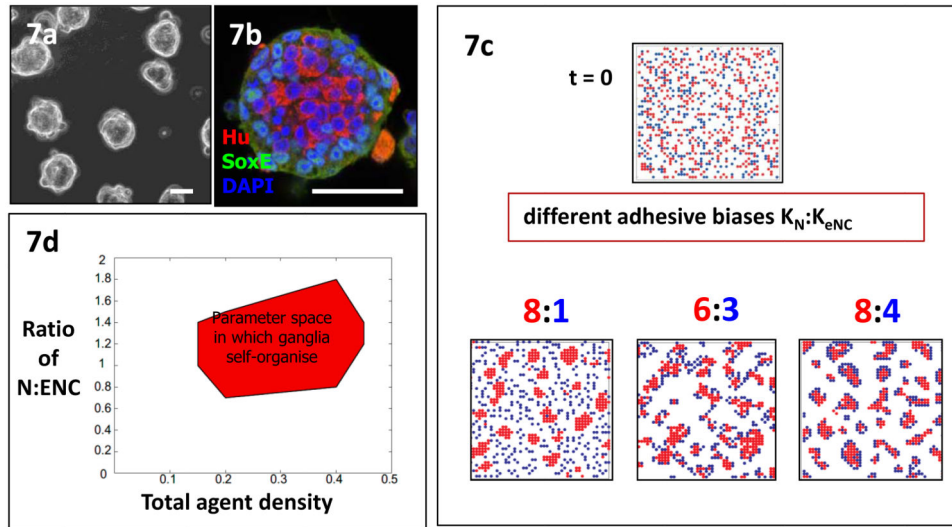 7a
7b
Hu
SoxE
DAPI
7c
t = 0
different adhesive biases K_N:K_eNC
8:1
6:3
8:4
7d
Ratio
of
N:ENC
2
1.8
1.6
1.4
1.2
1
0.8
0.6
0.4
0.2
0
Parameter space
in which ganglia
self-organise
0.1
0.2
0.3
0.4
0.5
Total agent density